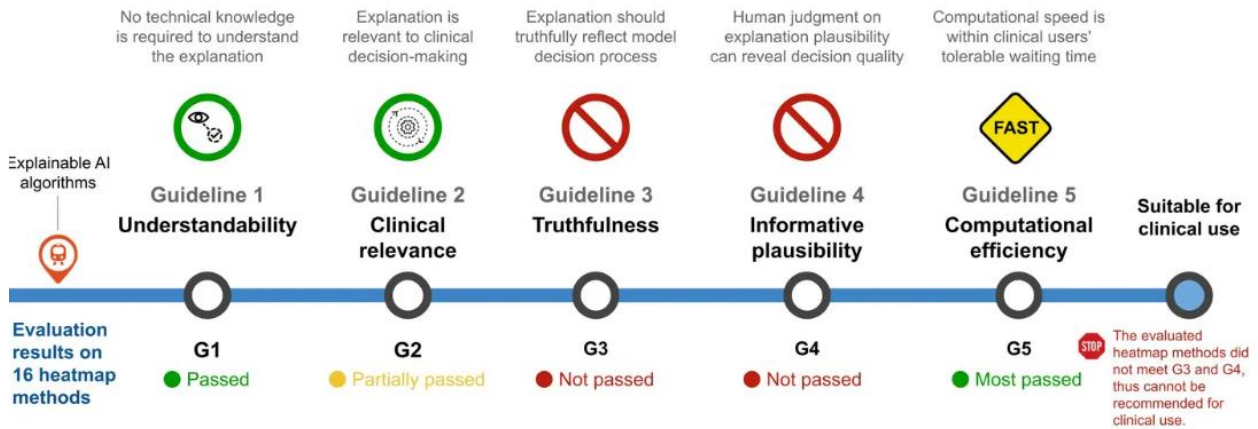 No technical knowledge
is required to understand
the explanation
Explanation is
relevant to clinical
decision-making
Explanation should
truthfully reflect model
decision process
Human judgment on
explanation plausibility
can reveal decision quality
Computational speed is
within clinical users'
tolerable waiting time
FAST
Explainable AI
algorithms
Guideline 1
Understandability
Guideline 2
Clinical
relevance
Guideline 3
Truthfulness
Guideline 4
Informative
plausibility
Guideline 5
Computational
efficiency
Suitable for
clinical use
Evaluation
results on
16 heatmap
methods
G1
Passed
G2
Partially passed
G3
Not passed
G4
Not passed
G5
Most passed
STOP
The evaluated
heatmap methods did
not meet G3 and G4,
thus cannot be
recommended for
clinical use.